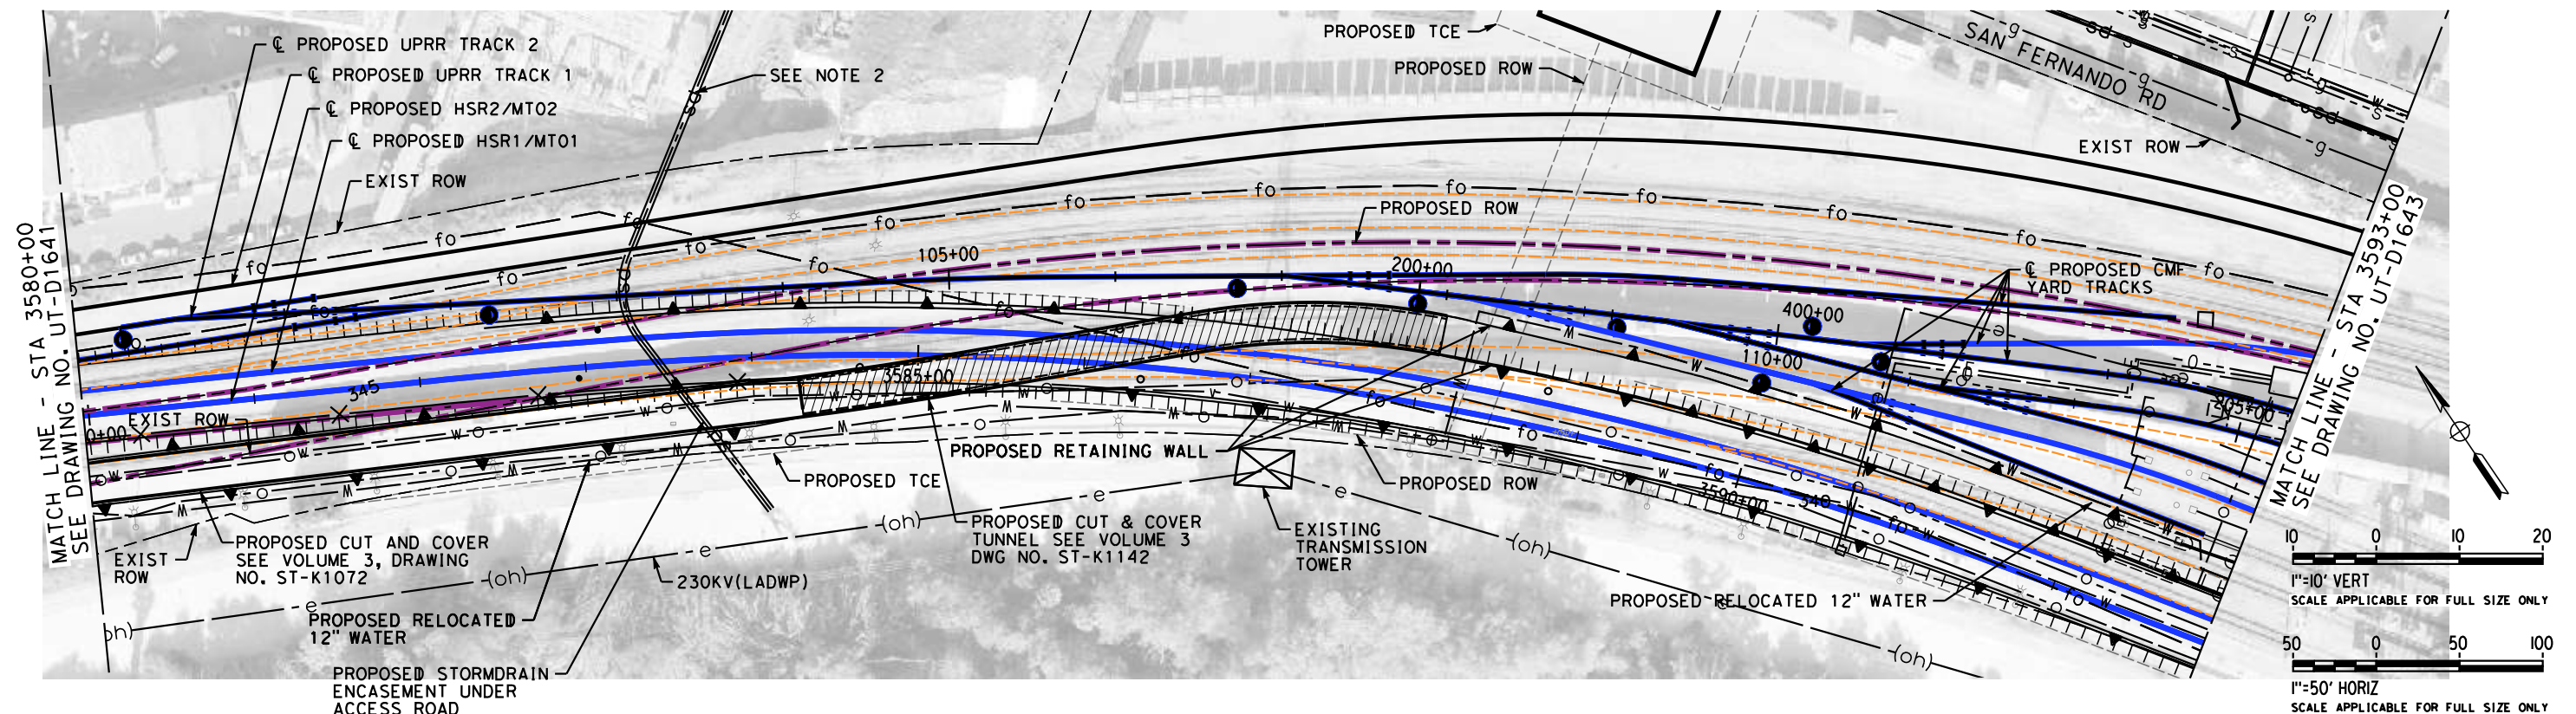 ℄ PROPOSED UPRR TRACK 2
℄ PROPOSED UPRR TRACK 1
℄ PROPOSED HSR2/MT02
℄ PROPOSED HSR1/MT01
EXIST ROW
SEE NOTE 2
PROPOSED TCE
PROPOSED ROW
SAN FERNANDO RD
EXIST ROW
PROPOSED ROW
105+00
200+00
℄ PROPOSED CMF
YARD TRACKS
400+00
110+00
205+00
MATCH LINE - STA 3580+00
SEE DRAWING NO. UT-D1641
MATCH LINE - STA 3593+00
SEE DRAWING NO. UT-D1643
345
3585+00
EXIST ROW
0+00
PROPOSED RETAINING WALL
PROPOSED TCE
PROPOSED ROW
3590+00
340
EXIST
ROW
PROPOSED CUT AND COVER
SEE VOLUME 3, DRAWING
NO. ST-K1072
PROPOSED CUT & COVER
TUNNEL SEE VOLUME 3
DWG NO. ST-K1142
EXISTING
TRANSMISSION
TOWER
230KV(LADWP)
PROPOSED RELOCATED
12" WATER
PROPOSED RELOCATED 12" WATER
PROPOSED STORMDRAIN
ENCASEMENT UNDER
ACCESS ROAD
10 0 10 20
1"=10' VERT
SCALE APPLICABLE FOR FULL SIZE ONLY
50 0 50 100
1"=50' HORIZ
SCALE APPLICABLE FOR FULL SIZE ONLY